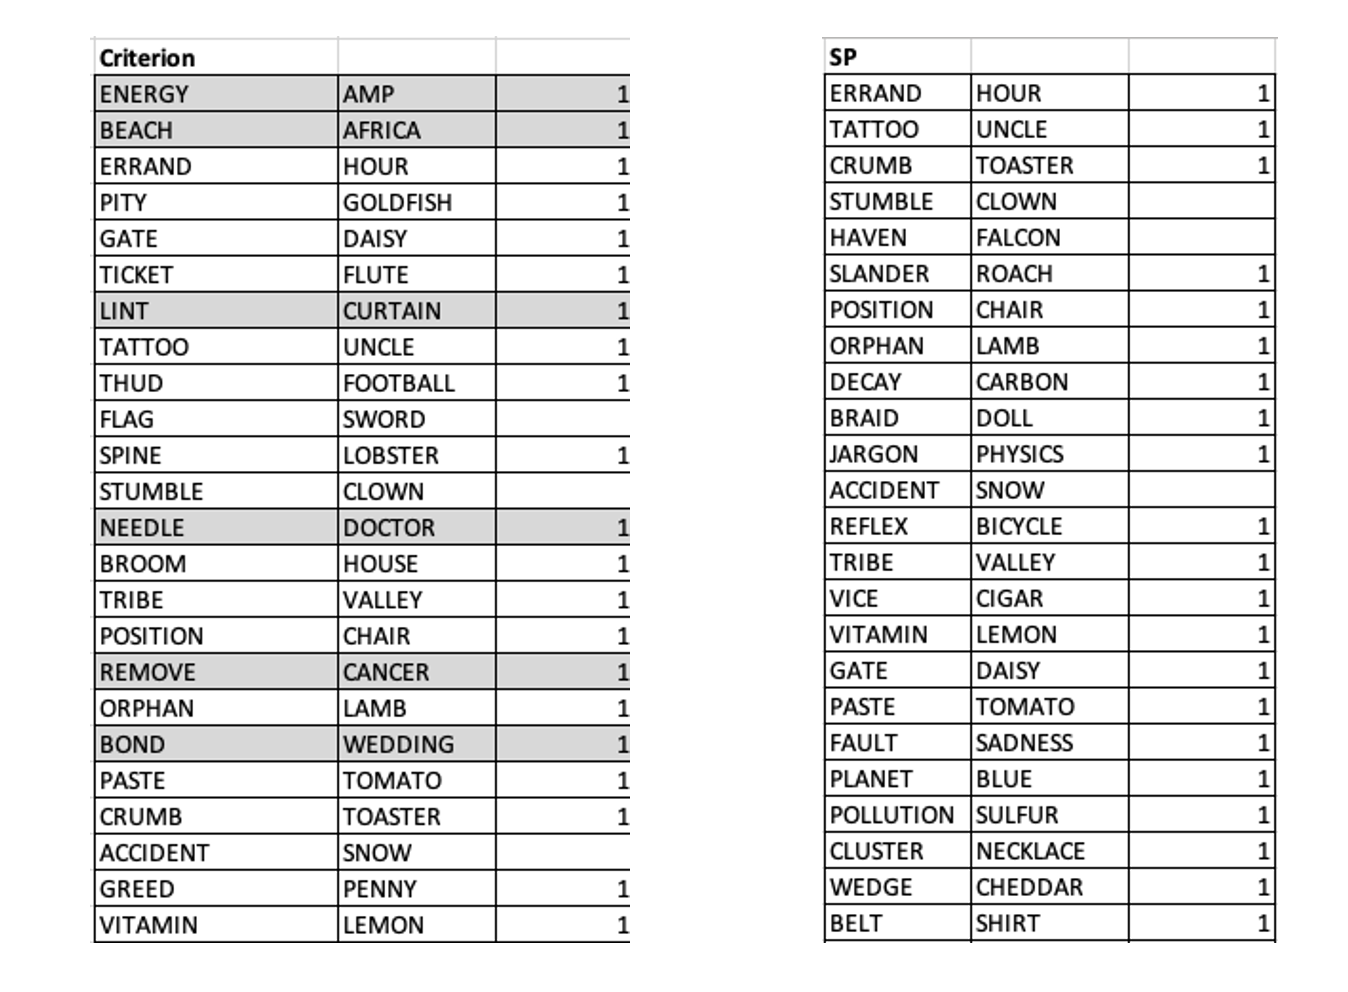 Criterion
ENERGY AMP 1
BEACH AFRICA 1
ERRAND HOUR 1
PITY GOLDFISH 1
GATE DAISY 1
TICKET FLUTE 1
LINT CURTAIN 1
TATTOO UNCLE 1
THUD FOOTBALL 1
FLAG SWORD
SPINE LOBSTER 1
STUMBLE CLOWN
NEEDLE DOCTOR 1
BROOM HOUSE 1
TRIBE VALLEY 1
POSITION CHAIR 1
REMOVE CANCER 1
ORPHAN LAMB 1
BOND WEDDING 1
PASTE TOMATO 1
CRUMB TOASTER 1
ACCIDENT SNOW
GREED PENNY 1
VITAMIN LEMON 1
SP
ERRAND HOUR 1
TATTOO UNCLE 1
CRUMB TOASTER 1
STUMBLE CLOWN
HAVEN FALCON
SLANDER ROACH 1
POSITION CHAIR 1
ORPHAN LAMB 1
DECAY CARBON 1
BRAID DOLL 1
JARGON PHYSICS 1
ACCIDENT SNOW
REFLEX BICYCLE 1
TRIBE VALLEY 1
VICE CIGAR 1
VITAMIN LEMON 1
GATE DAISY 1
PASTE TOMATO 1
FAULT SADNESS 1
PLANET BLUE 1
POLLUTION SULFUR 1
CLUSTER NECKLACE 1
WEDGE CHEDDAR 1
BELT SHIRT 1